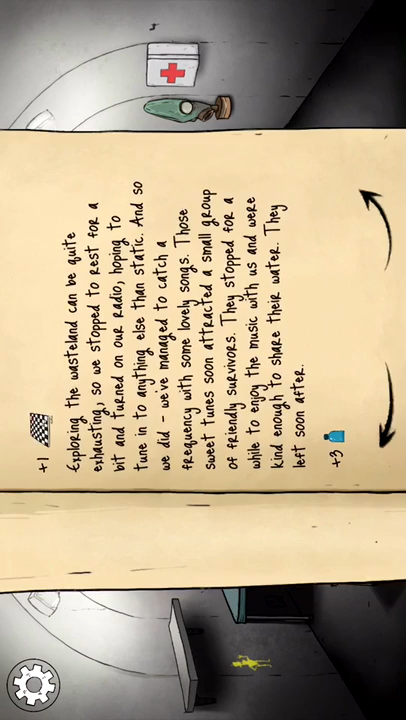 +1
Exploring the wasteland can be quite
exhausting, so we stopped to rest for a
bit and turned on our radio, hoping to
tune in to anything else than static. And so
we did - we've managed to catch a
frequency with some lovely songs. Those
sweet tunes soon attracted a small group
of friendly survivors. They stopped for a
while to enjoy the music with us and were
kind enough to share their water. They
left soon after.
+3